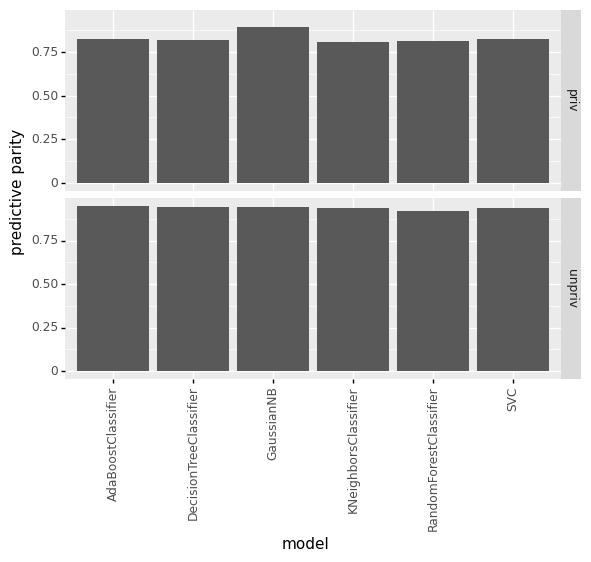 predictive parity
0.75
0.50
0.25
0
priv
0.75
0.50
0.25
0
unpriv
AdaBoostClassifier
DecisionTreeClassifier
GaussianNB
KNeighborsClassifier
RandomForestClassifier
SVC
model